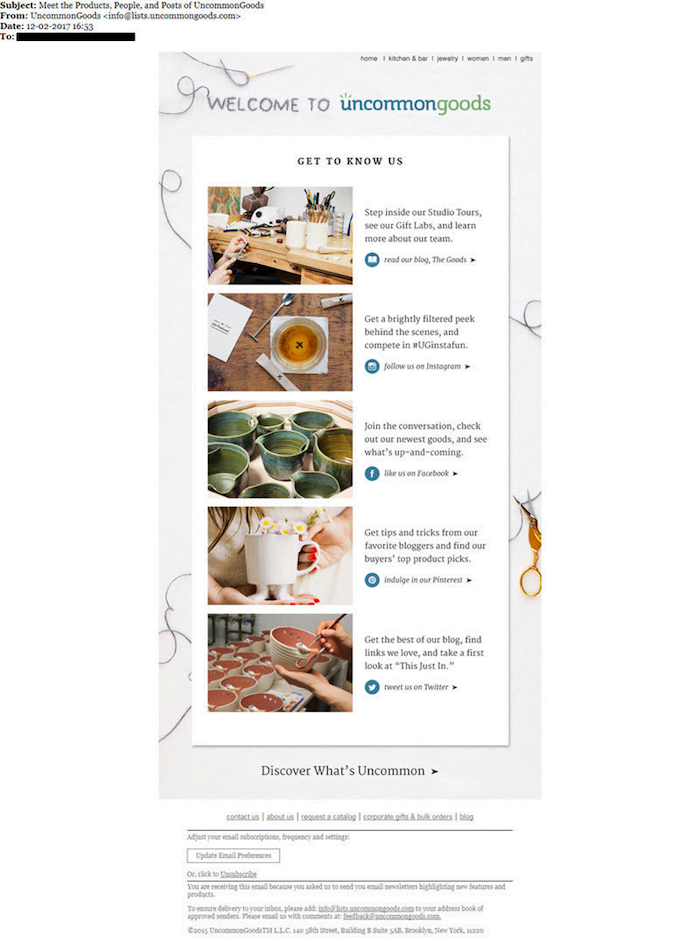 Subject: Meet the Products, People, and Posts of UncommonGoods
From: UncommonGoods <info@lists.uncommongoods.com>
Date: 12-02-2017 16:53
To:
home | kitchen & bar | jewelry | women | men | gifts
WELCOME TO uncommongoods
GET TO KNOW US
Step inside our Studio Tours,
see our Gift Labs, and learn
more about our team.
read our blog, The Goods ➤
Get a brightly filtered peek
behind the scenes, and
compete in #UGinstafun.
follow us on Instagram ➤
Join the conversation, check
out our newest goods, and see
what's up-and-coming.
like us on Facebook ➤
Get tips and tricks from our
favorite bloggers and find our
buyers' top product picks.
indulge in our Pinterest ➤
Get the best of our blog, find
links we love, and take a first
look at “This Just In.”
tweet us on Twitter ➤
Discover What's Uncommon ➤
contact us | about us | request a catalog | corporate gifts & bulk orders | blog
Adjust your email subscriptions, frequency and settings:
Update Email Preferences
Or, click to Unsubscribe
You are receiving this email because you asked us to send you email newsletters highlighting new features and
products.
To ensure delivery to your inbox, please add: info@lists.uncommongoods.com to your address book of
approved senders. Please email us with comments at: feedback@uncommongoods.com.
©2015 UncommonGoodsTM L.L.C. 140 58th Street, Building B Suite 5AB, Brooklyn, New York, 11220